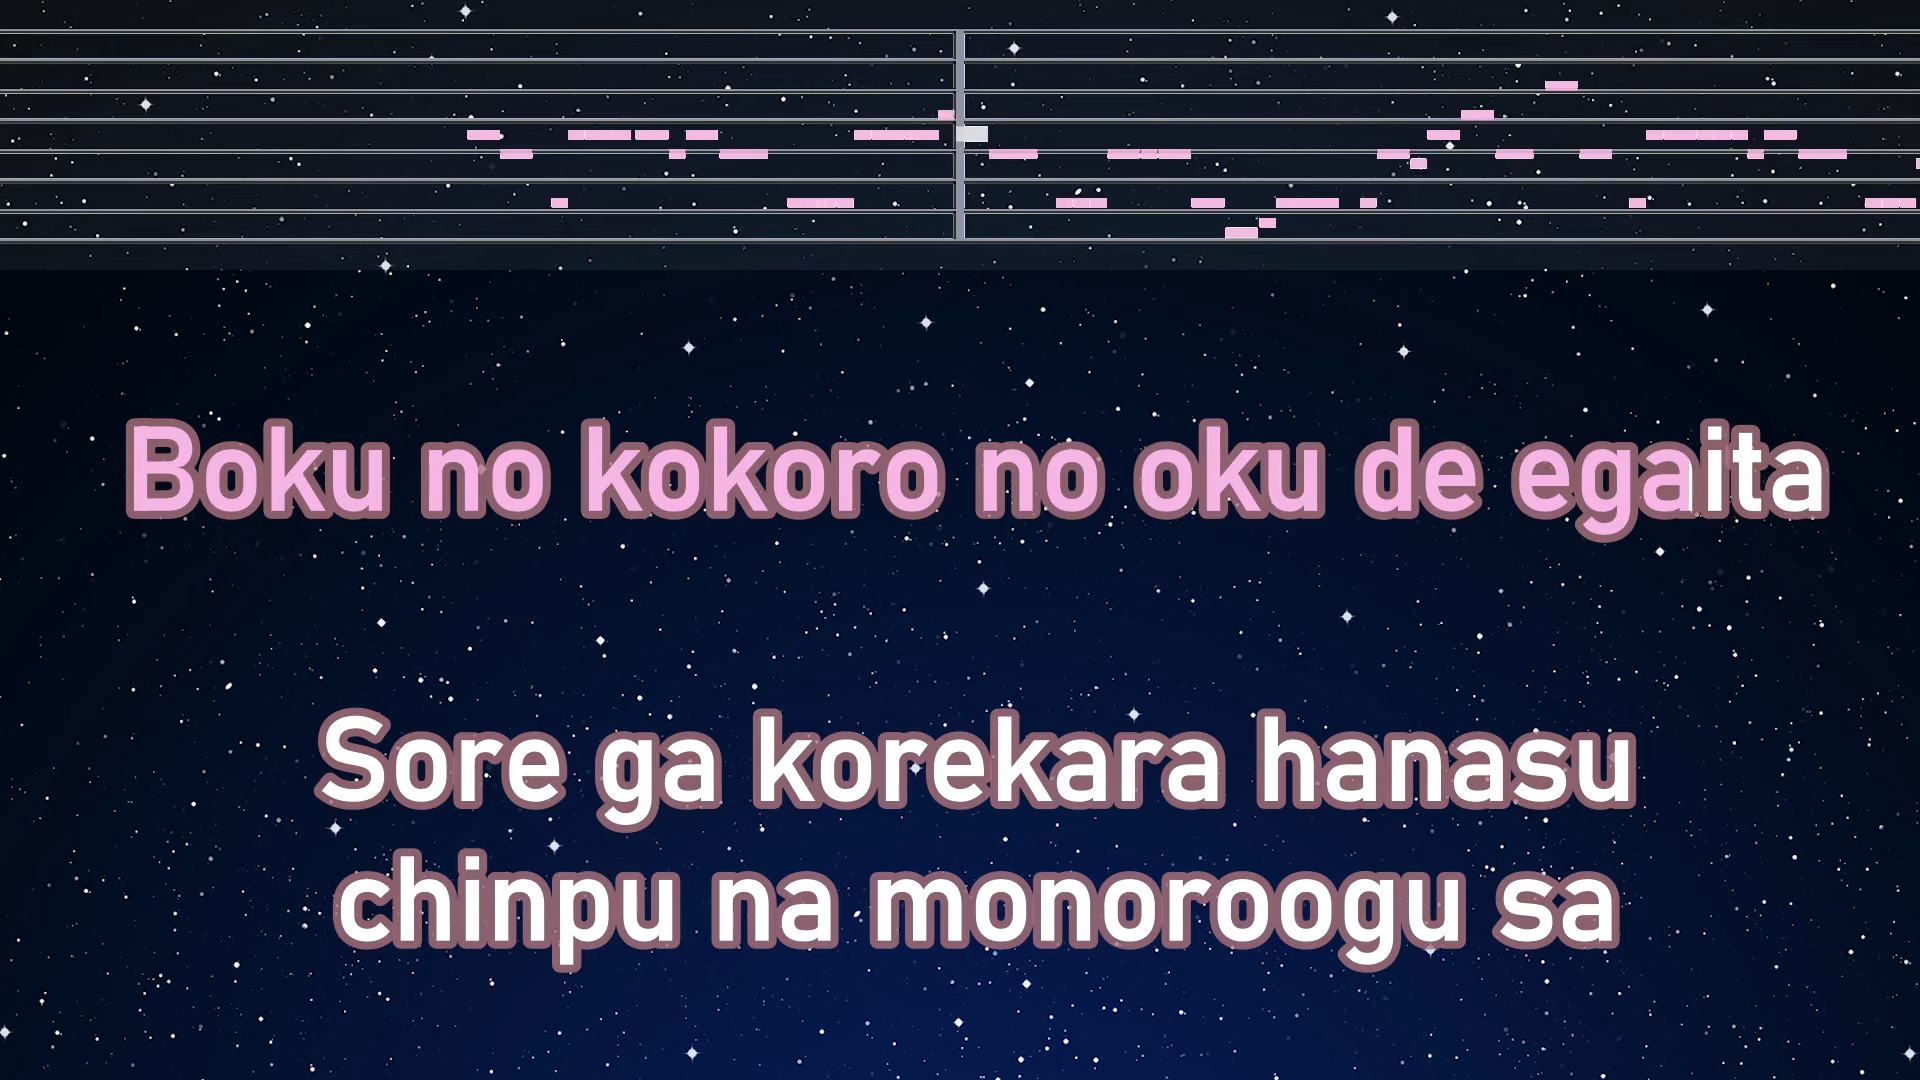 Boku no kokoro no oku de egaita
Sore ga korekara hanasu
chinpu na monoroogu sa